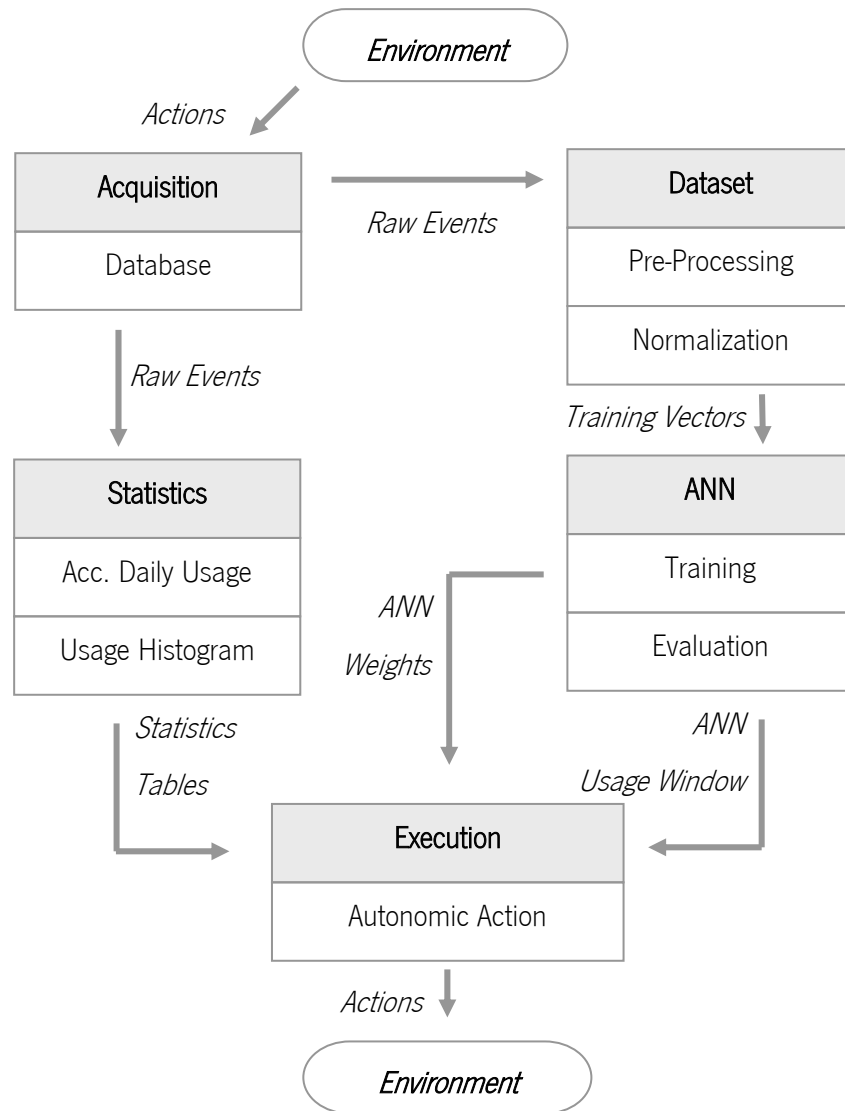 Environment
Actions
Acquisition
Database
Raw Events
Dataset
Pre-Processing
Normalization
Raw Events
Training Vectors
Statistics
Acc. Daily Usage
Usage Histogram
ANN
Training
Evaluation
ANN
Weights
Statistics
Tables
ANN
Usage Window
Execution
Autonomic Action
Actions
Environment